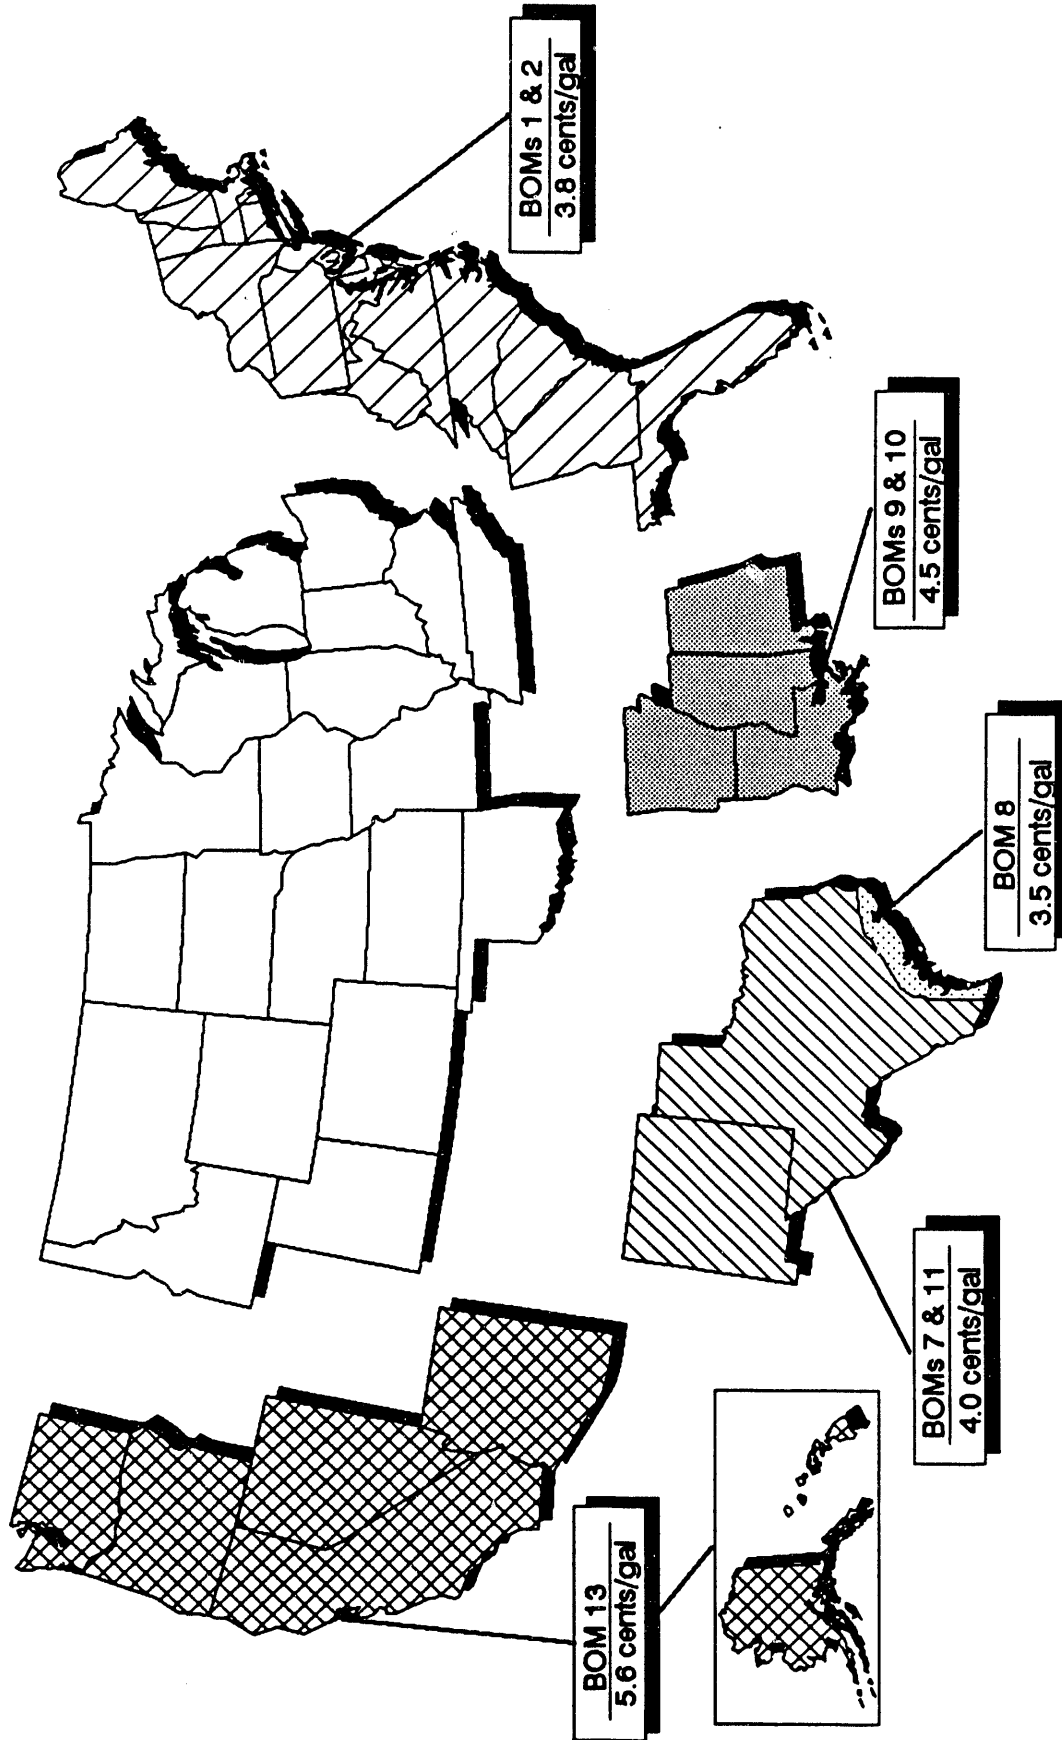 BOMs 1 & 2
3.8 cents/gal
BOMs 9 & 10
4.5 cents/gal
BOM 8
3.5 cents/gal
BOMs 7 & 11
4.0 cents/gal
BOM 13
5.6 cents/gal